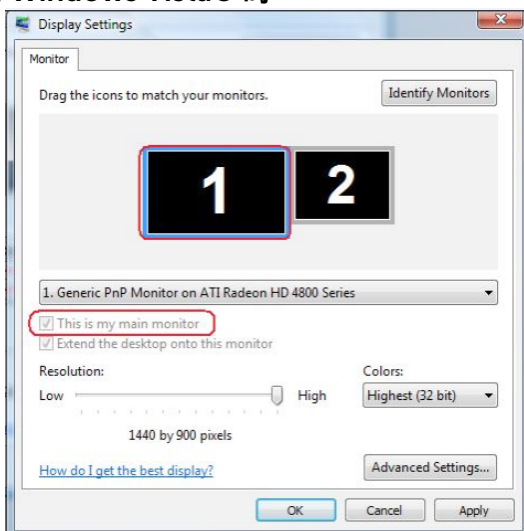 Display Settings
Monitor
Drag the icons to match your monitors.
Identify Monitors
1
2
1. Generic PnP Monitor on ATI Radeon HD 4800 Series
This is my main monitor
Extend the desktop onto this monitor
Resolution:
Colors:
Low
High
Highest (32 bit)
1440 by 900 pixels
How do I get the best display?
Advanced Settings...
OK
Cancel
Apply